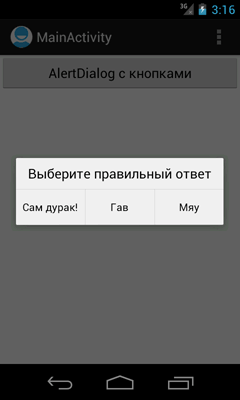 3G 3:16
MainActivity
AlertDialog с кнопками
Выберите правильный ответ
Сам дурак! Гав Мяу